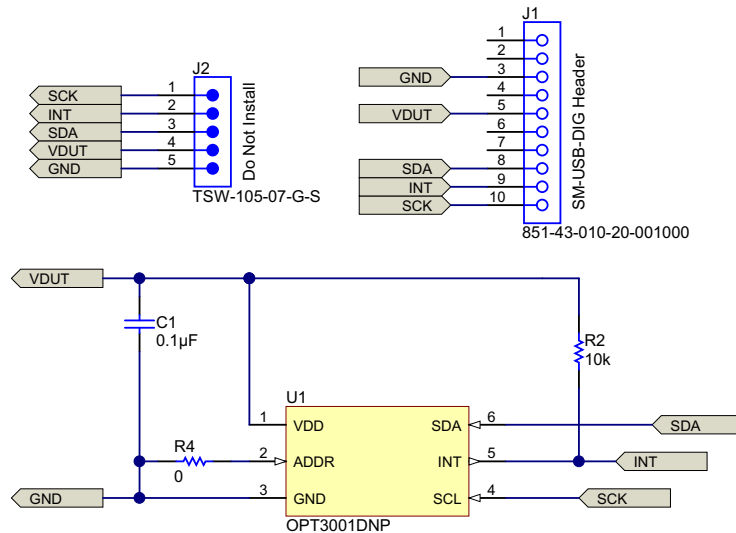 J2
SCK 1
INT 2
SDA 3
VDUT 4
GND 5
Do Not Install
TSW-105-07-G-S
J1
1
2
GND 3
4
VDUT 5
6
7
SDA 8
INT 9
SCK 10
SM-USB-DIG Header
851-43-010-20-001000
VDUT
C1
0.1µF
R2
10k
R4
0
GND
U1
1 VDD
2 ADDR
3 GND
SDA 6 SDA
INT 5 INT
SCL 4 SCK
OPT3001DNP